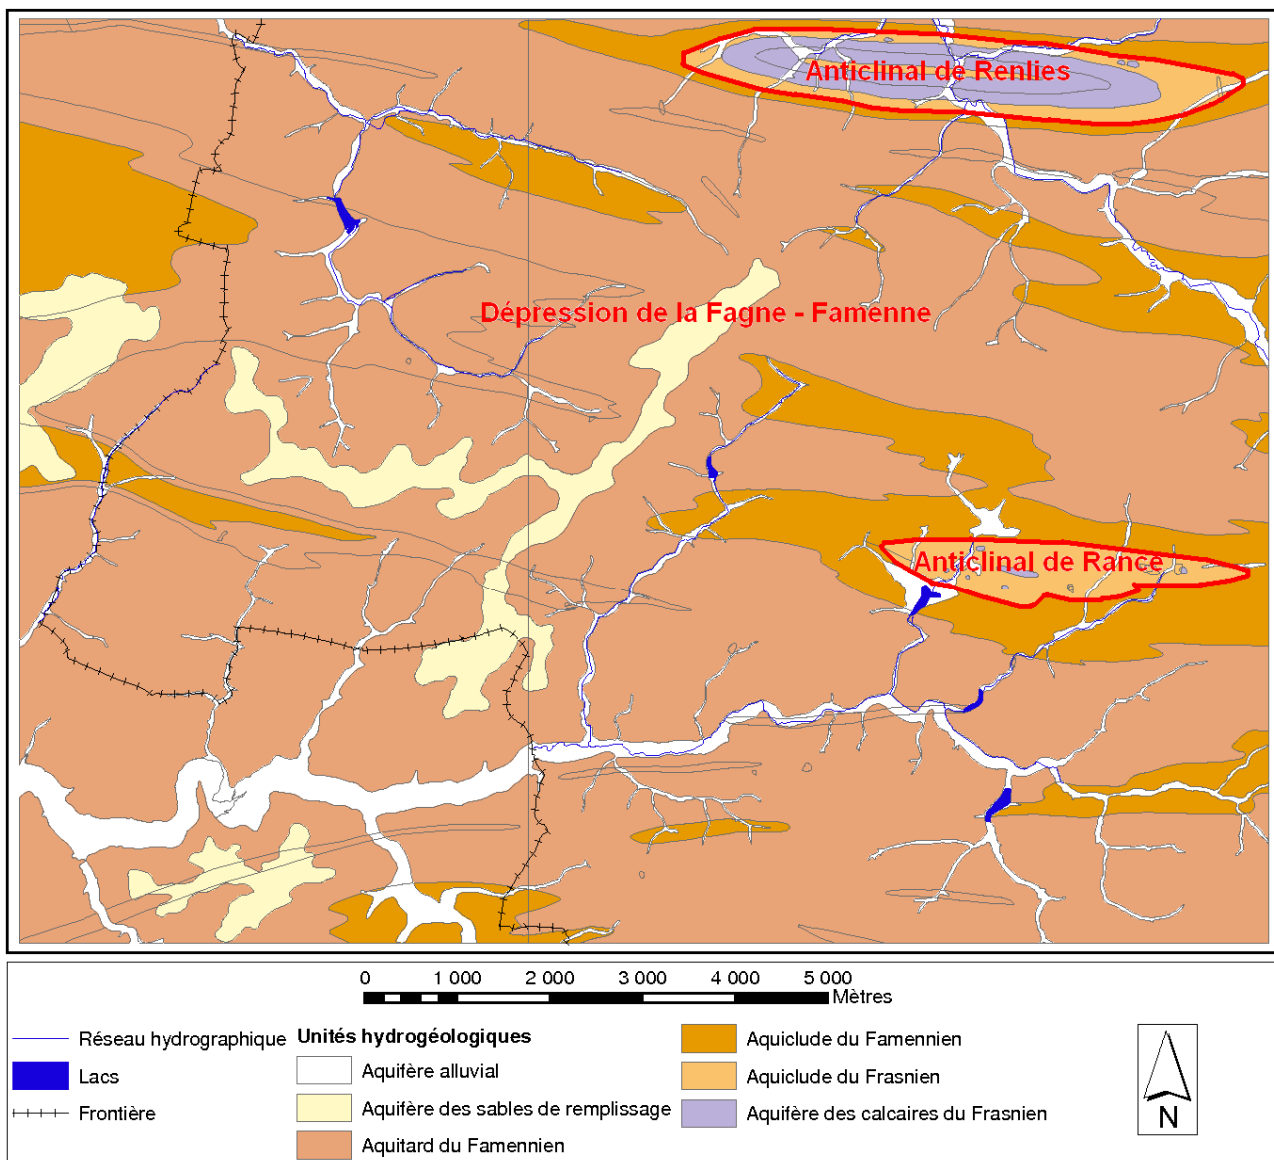 Anticlinal de Renlies
Dépression de la Fagne - Famenne
Anticlinal de Rance
0 1 000 2 000 3 000 4 000 5 000
Mètres
Réseau hydrographique
Lacs
Frontière
Unités hydrogéologiques
Aquifère alluvial
Aquifère des sables de remplissage
Aquitard du Famennien
Aquiclude du Famennien
Aquiclude du Frasnien
Aquifère des calcaires du Frasnien
N